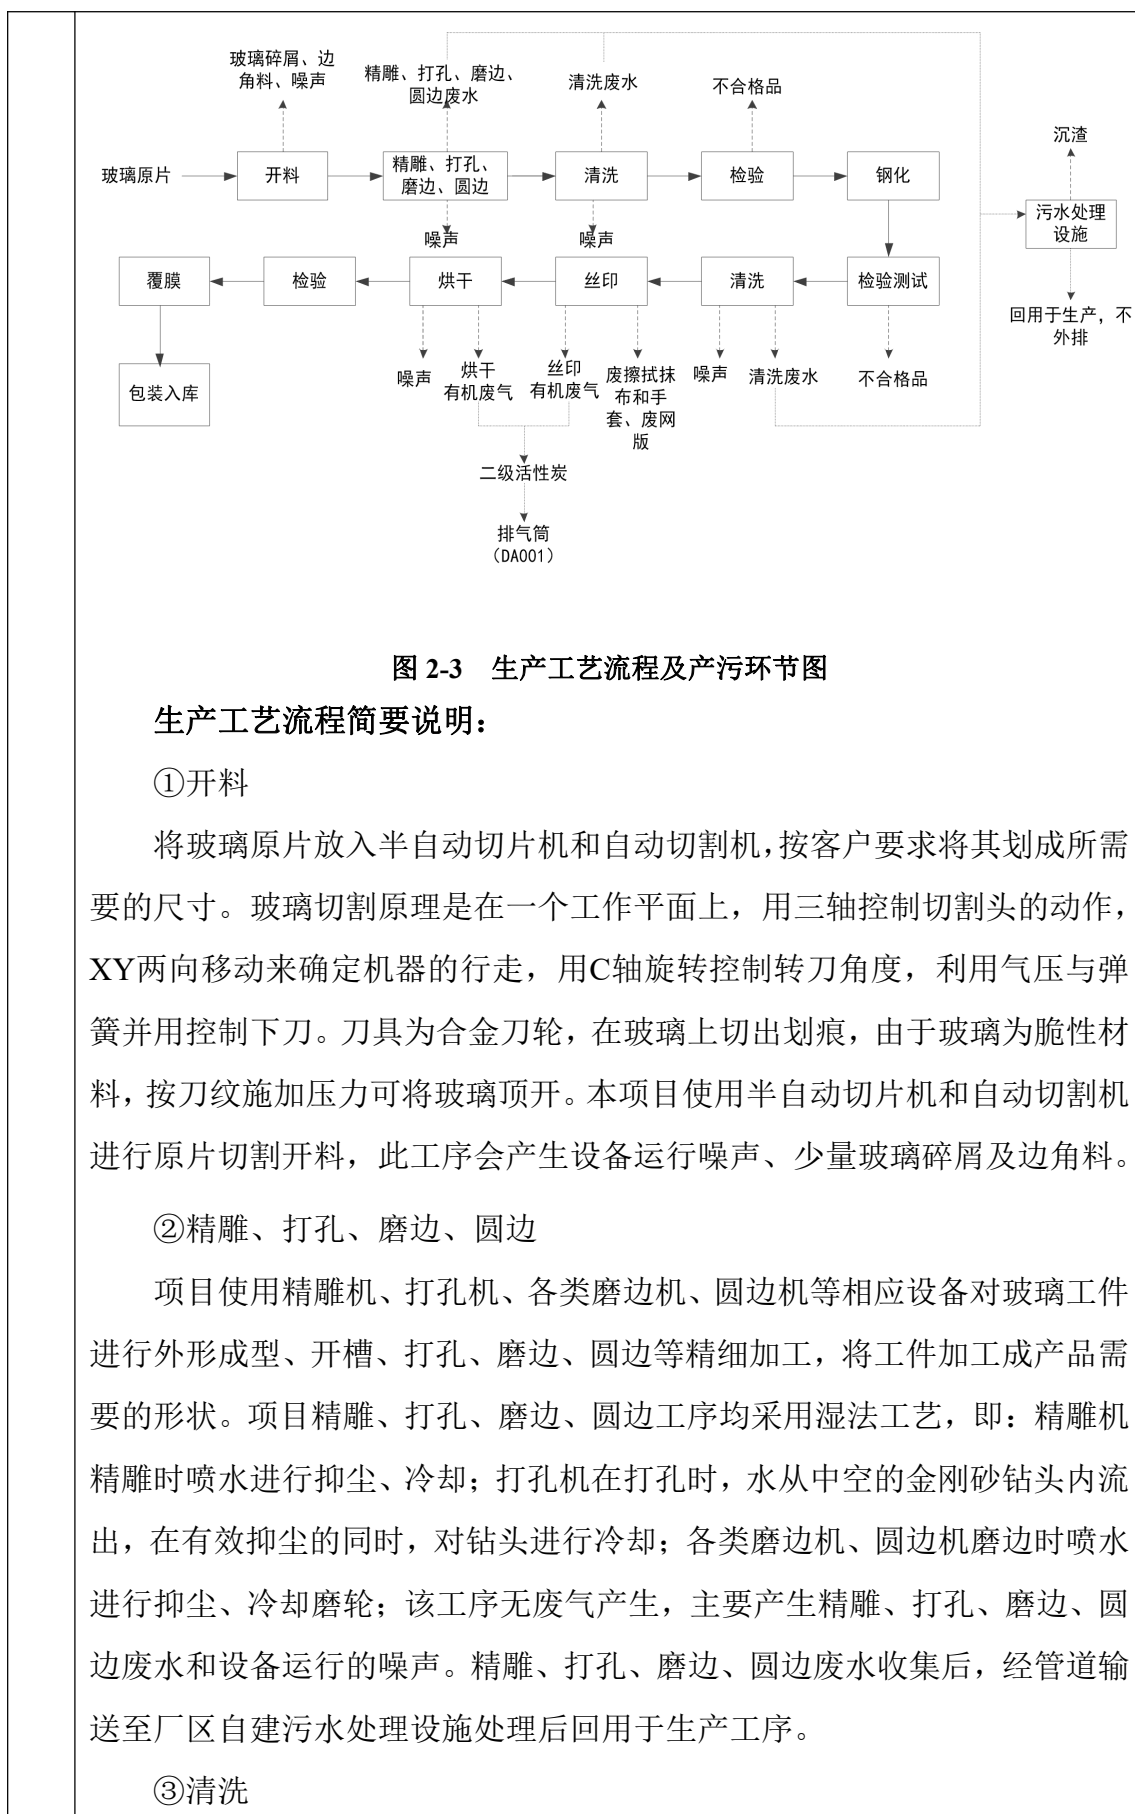 玻璃碎屑、边
角料、噪声
精雕、打孔、磨边、
圆边废水
清洗废水
不合格品
沉渣
玻璃原片
开料
精雕、打孔、
磨边、圆边
清洗
检验
钢化
污水处理
设施
噪声
噪声
覆膜
检验
烘干
丝印
清洗
检验测试
回用于生产，不
外排
包装入库
噪声
烘干
有机废气
丝印
有机废气
废擦拭抹
布和手
套、废网
版
噪声
清洗废水
不合格品
二级活性炭
排气筒
（DA001）
图 2-3 生产工艺流程及产污环节图
生产工艺流程简要说明：
①开料
将玻璃原片放入半自动切片机和自动切割机，按客户要求将其划成所需
要的尺寸。玻璃切割原理是在一个工作平面上，用三轴控制切割头的动作，
XY两向移动来确定机器的行走，用C轴旋转控制转刀角度，利用气压与弹
簧并用控制下刀。刀具为合金刀轮，在玻璃上切出划痕，由于玻璃为脆性材
料，按刀纹施加压力可将玻璃顶开。本项目使用半自动切片机和自动切割机
进行原片切割开料，此工序会产生设备运行噪声、少量玻璃碎屑及边角料。
②精雕、打孔、磨边、圆边
项目使用精雕机、打孔机、各类磨边机、圆边机等相应设备对玻璃工件
进行外形成型、开槽、打孔、磨边、圆边等精细加工，将工件加工成产品需
要的形状。项目精雕、打孔、磨边、圆边工序均采用湿法工艺，即：精雕机
精雕时喷水进行抑尘、冷却；打孔机在打孔时，水从中空的金刚砂钻头内流
出，在有效抑尘的同时，对钻头进行冷却；各类磨边机、圆边机磨边时喷水
进行抑尘、冷却磨轮；该工序无废气产生，主要产生精雕、打孔、磨边、圆
边废水和设备运行的噪声。精雕、打孔、磨边、圆边废水收集后，经管道输
送至厂区自建污水处理设施处理后回用于生产工序。
③清洗